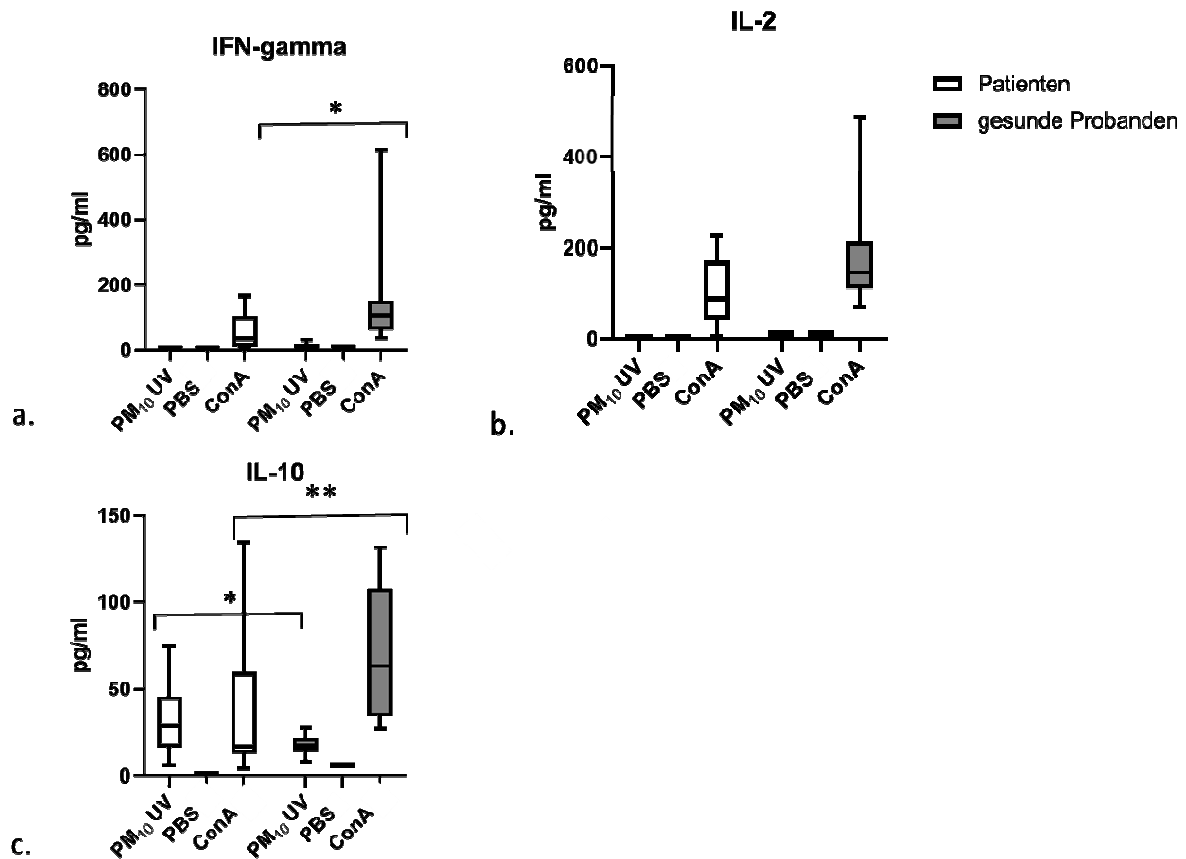 IFN-gamma
800
600
400
200
0
pg/ml
*
PM₁₀ UV
PBS
ConA
PM₁₀ UV
PBS
ConA
a.
IL-2
600
400
200
0
pg/ml
PM₁₀ UV
PBS
ConA
PM₁₀ UV
PBS
ConA
b.
Patienten
gesunde Probanden
IL-10
**
150
100
50
0
pg/ml
*
PM₁₀ UV
PBS
ConA
PM₁₀ UV
PBS
ConA
c.